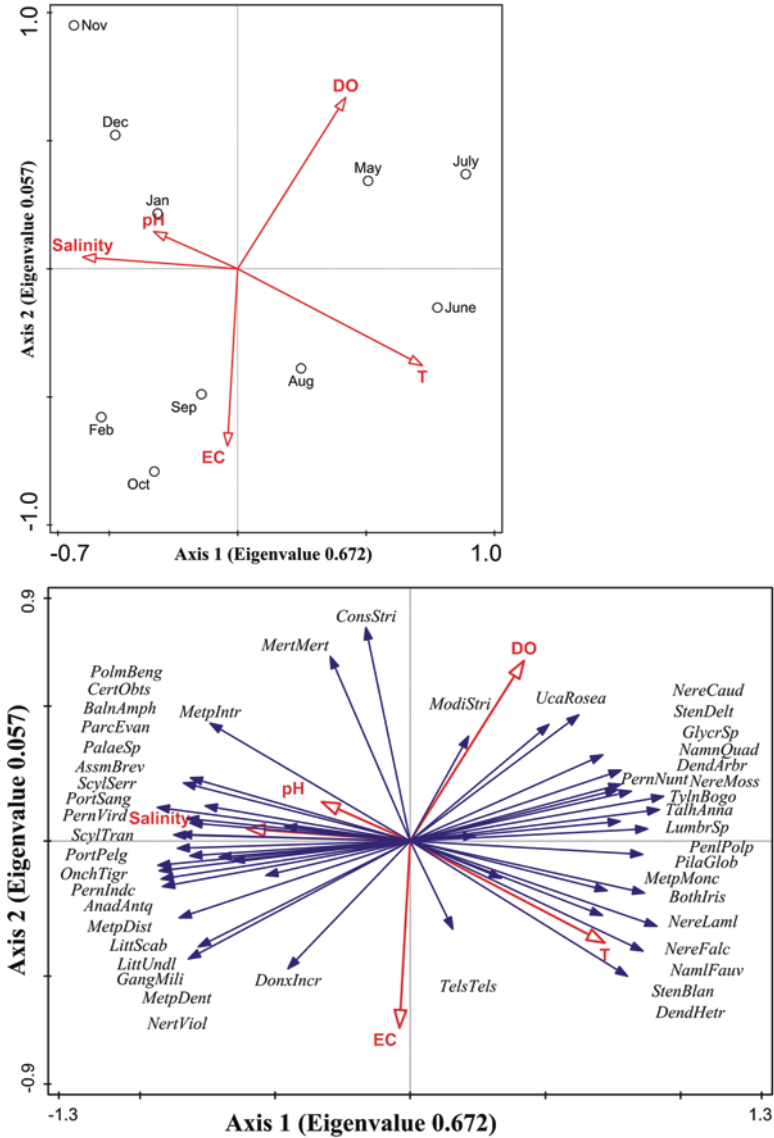 1.0
Nov
DO
Dec
May
July
Jan
pH
Salinity
Axis 2 (Eigenvalue 0.057)
June
T
Aug
Sep
Feb
EC
Oct
-1.0
-0.7
Axis 1 (Eigenvalue 0.672)
1.0
0.9
ConsStri
MertMert
DO
PolmBeng
CertObts
BalnAmph
ParcEvan
PalaeSp
AssmBrev
ScylSerr
PortSang
PernVird
Salinity
ScylTran
PortPelg
OnchTigr
PernIndc
AnadAntq
MetpDist
LittScab
LittUndl
GangMili
MetpDent
NertViol
MetpIntr
pH
ModiStri
UcaRosea
NereCaud
StenDelt
GlycrSp
NamnQuad
DendArbr
PernNunt
NereMoss
TylnBogo
TalhAnna
LumbrSp
PenlPolp
PilaGlob
MetpMonc
BothIris
NereLaml
NereFalc
T
NamlFauv
StenBlan
DendHetr
DonxIncr
TelsTels
EC
Axis 2 (Eigenvalue 0.057)
-0.9
-1.3
Axis 1 (Eigenvalue 0.672)
1.3